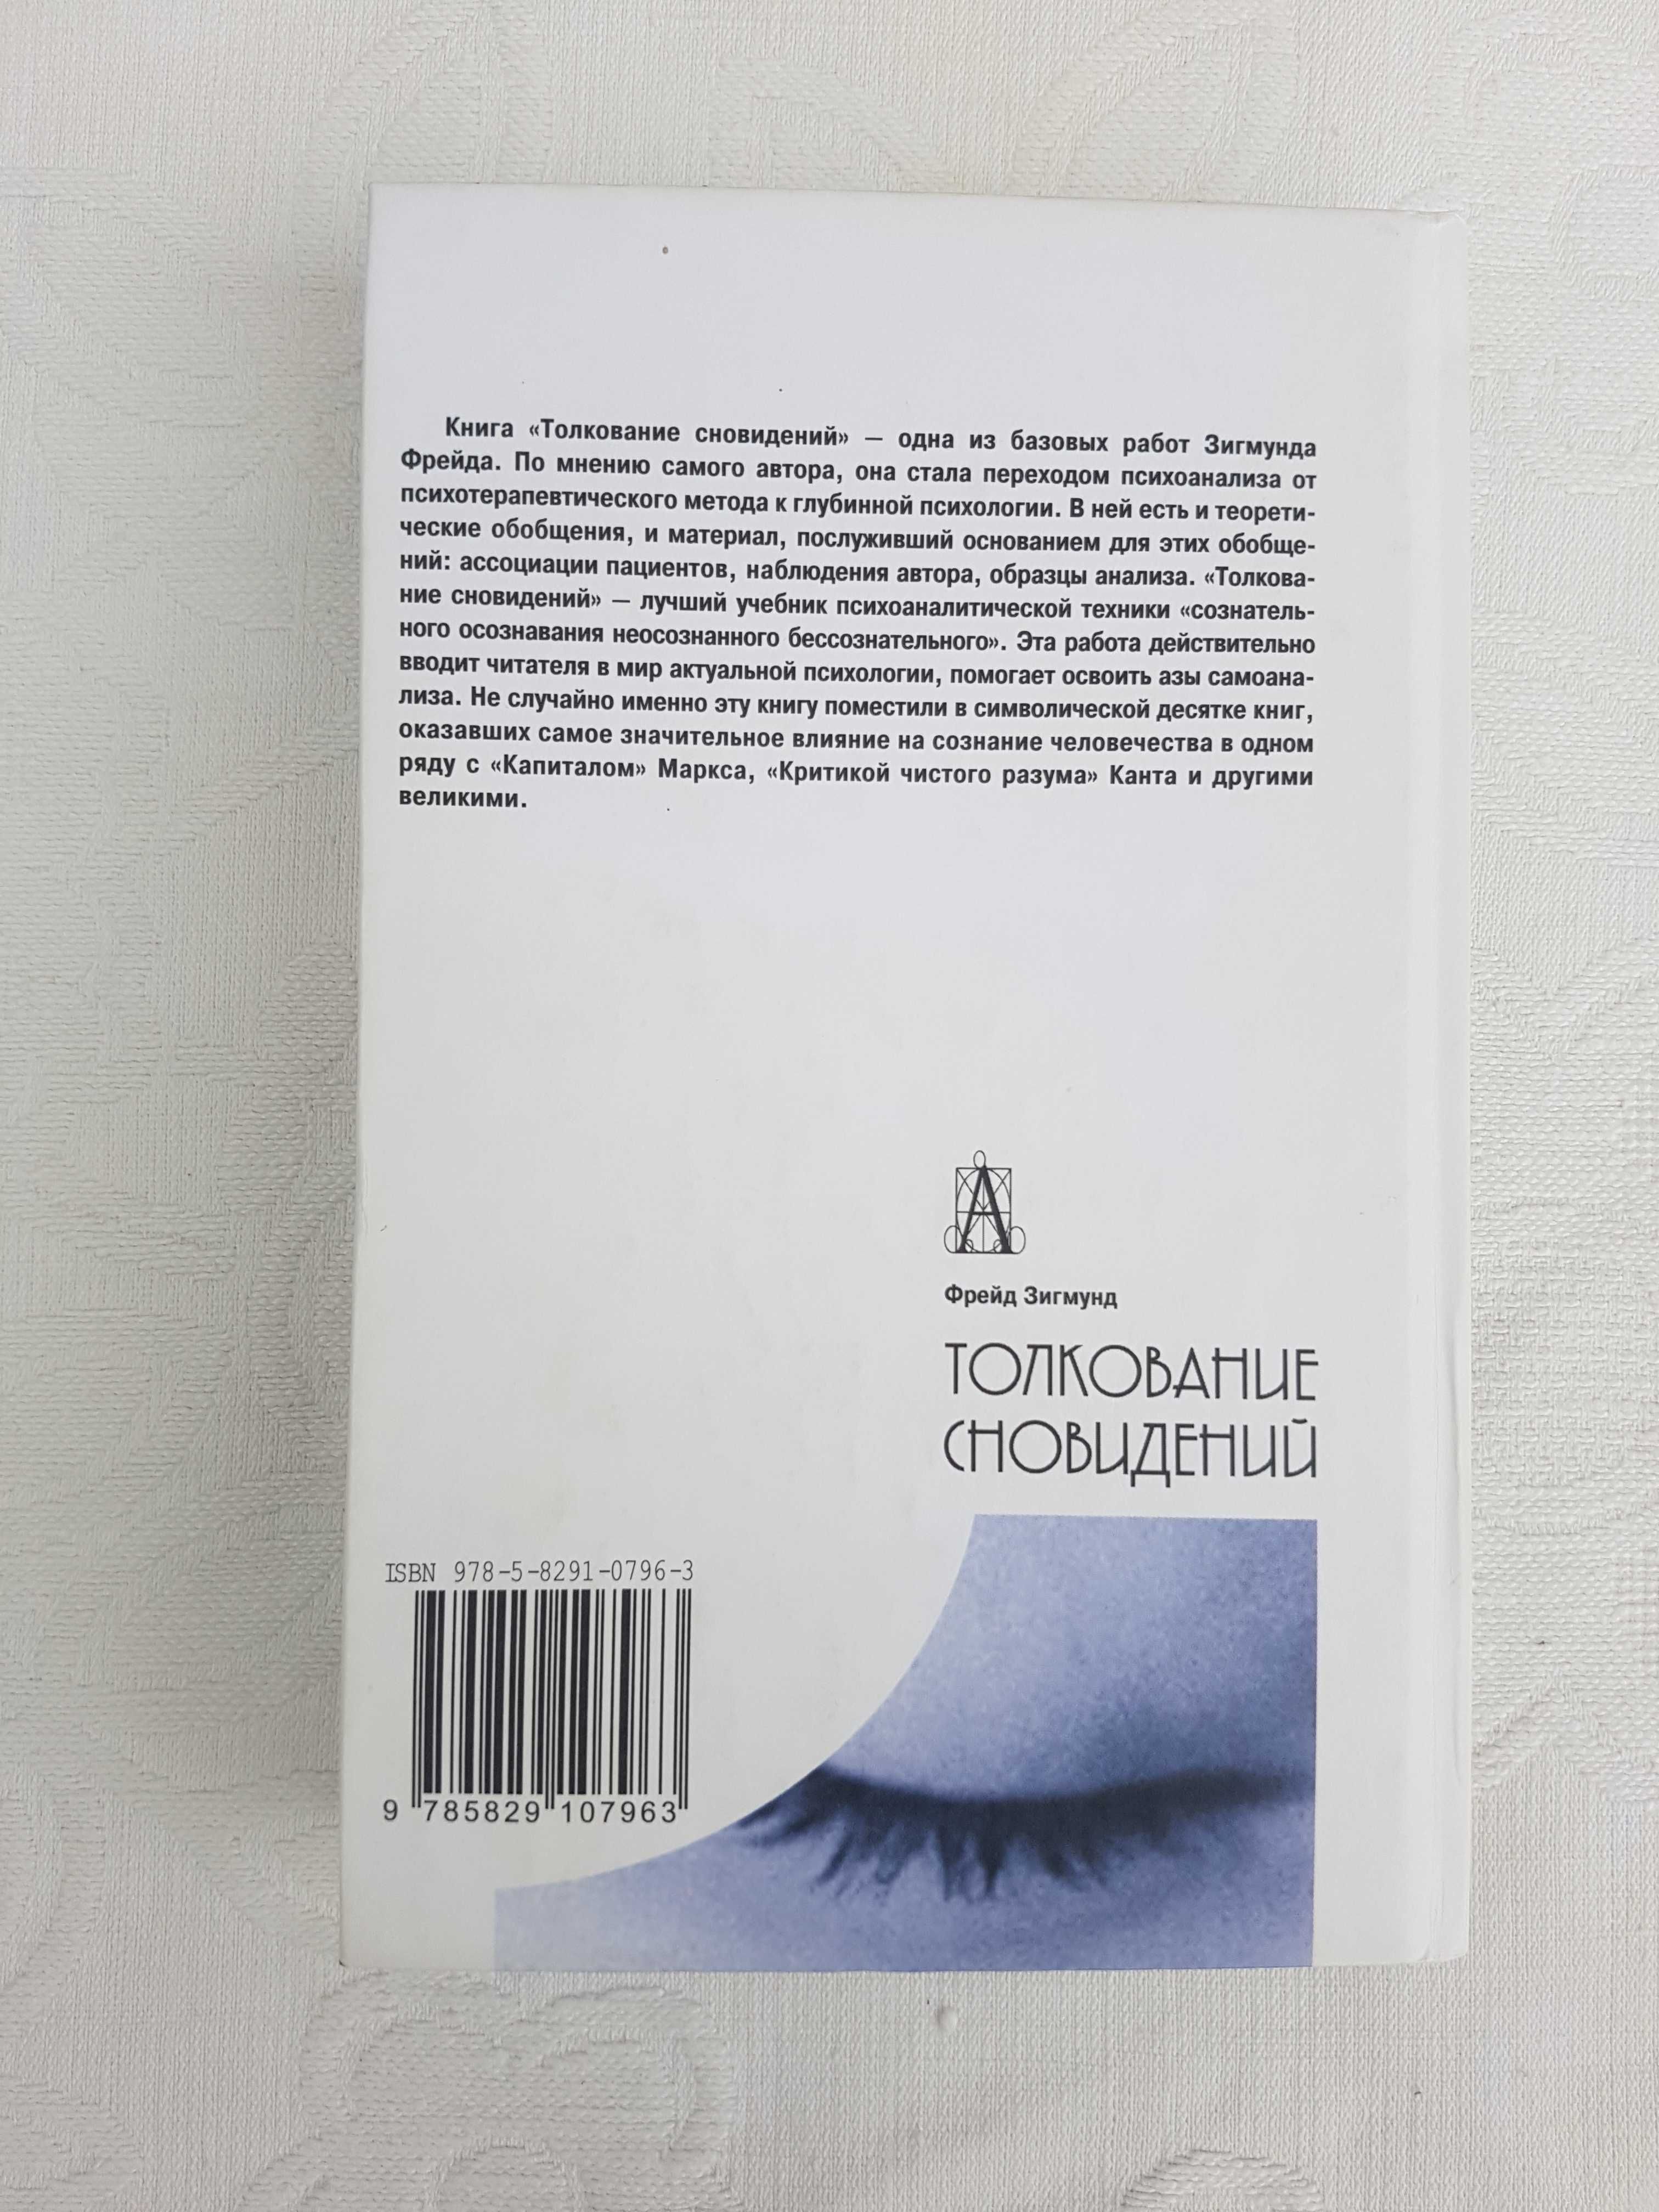 Книга «Толкование сновидений» — одна из базовых работ Зигмунда
Фрейда. По мнению самого автора, она стала переходом психоанализа от
психотерапевтического метода к глубинной психологии. В ней есть и теорети-
ческие обобщения, и материал, послуживший основанием для этих обобще-
ний: ассоциации пациентов, наблюдения автора, образцы анализа. «Толкова-
ние сновидений» — лучший учебник психоаналитической техники «сознатель-
ного осознавания неосознанного бессознательного». Эта работа действительно
вводит читателя в мир актуальной психологии, помогает освоить азы самоана-
лиза. Не случайно именно эту книгу поместили в символической десятке книг,
оказавших самое значительное влияние на сознание человечества в одном
ряду с «Капиталом» Маркса, «Критикой чистого разума» Канта и другими
великими.
А
Фрейд Зигмунд
ТОЛКОВАНИЕ
СНОВИДЕНИЙ
ISBN 978-5-8291-0796-3
9 785829 107963